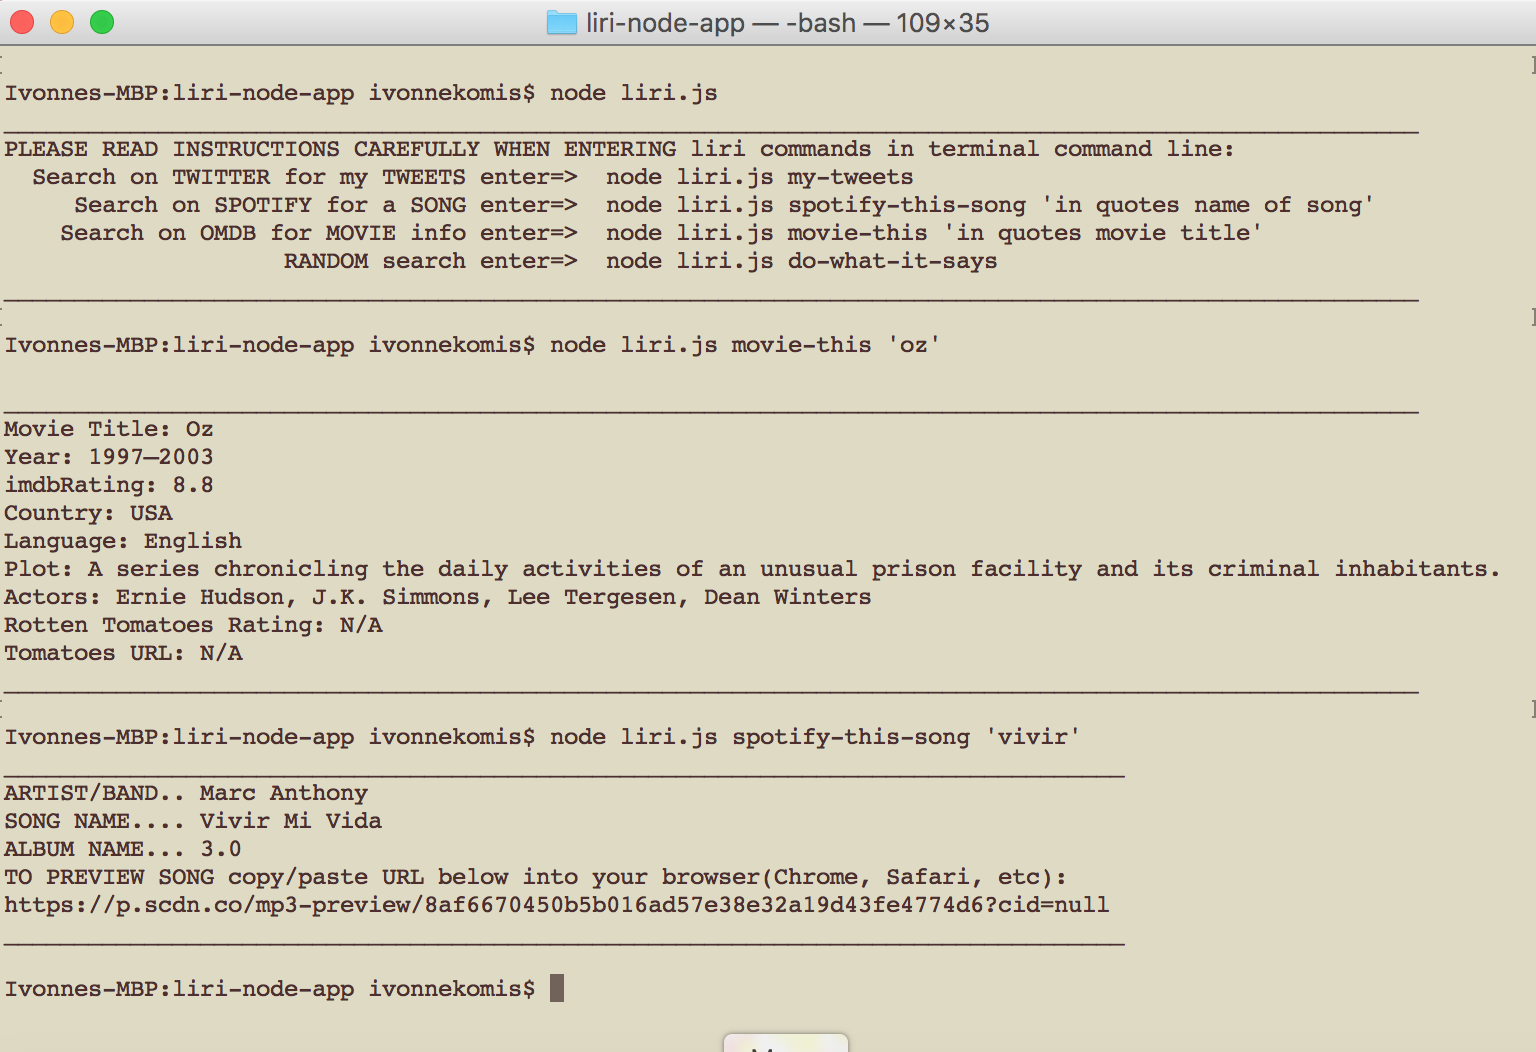 liri-node-app — -bash — 109×35
Ivonnes-MBP:liri-node-app ivonnekomis$ node liri.js
PLEASE READ INSTRUCTIONS CAREFULLY WHEN ENTERING liri commands in terminal command line:
Search on TWITTER for my TWEETS enter=>  node liri.js my-tweets
Search on SPOTIFY for a SONG enter=>  node liri.js spotify-this-song 'in quotes name of song'
Search on OMDB for MOVIE info enter=>  node liri.js movie-this 'in quotes movie title'
RANDOM search enter=>  node liri.js do-what-it-says
Ivonnes-MBP:liri-node-app ivonnekomis$ node liri.js movie-this 'oz'
Movie Title: Oz
Year: 1997–2003
imdbRating: 8.8
Country: USA
Language: English
Plot: A series chronicling the daily activities of an unusual prison facility and its criminal inhabitants.
Actors: Ernie Hudson, J.K. Simmons, Lee Tergesen, Dean Winters
Rotten Tomatoes Rating: N/A
Tomatoes URL: N/A
Ivonnes-MBP:liri-node-app ivonnekomis$ node liri.js spotify-this-song 'vivir'
ARTIST/BAND.. Marc Anthony
SONG NAME.... Vivir Mi Vida
ALBUM NAME... 3.0
TO PREVIEW SONG copy/paste URL below into your browser(Chrome, Safari, etc):
https://p.scdn.co/mp3-preview/8af6670450b5b016ad57e38e32a19d43fe4774d6?cid=null
Ivonnes-MBP:liri-node-app ivonnekomis$